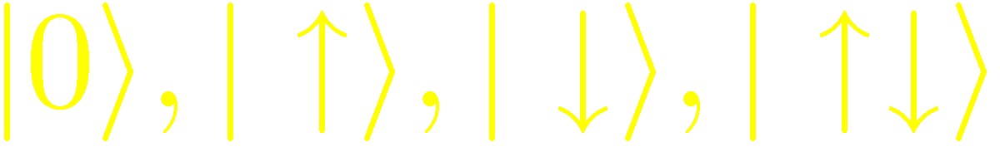 |0⟩, | ↑⟩, | ↓⟩, | ↑↓⟩